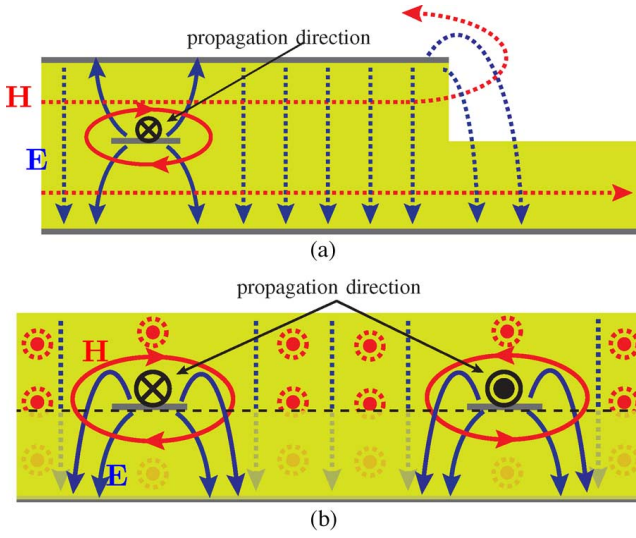 propagation direction
H
E
(a)
propagation direction
H
E
(b)